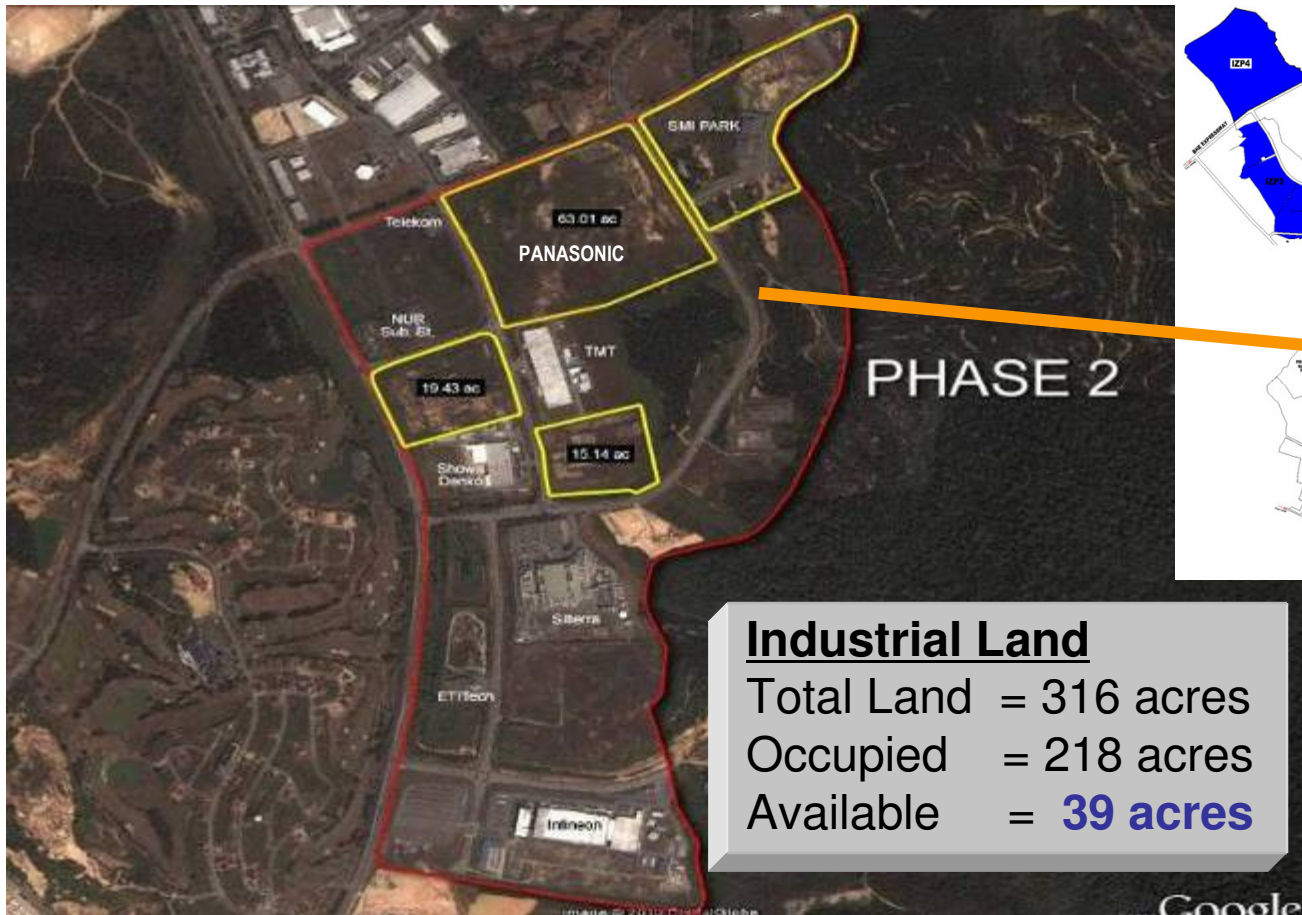 IZP4
BKE EXPRESSWAY
SMI PARK
Telekom
63.01 ac
PANASONIC
NUR
Sub. St.
TMT
19.43 ac
PHASE 2
15.14 ac
Showa
Denko
Silterra
ETITech
Infineon
Industrial Land
Total Land = 316 acres
Occupied = 218 acres
Available = 39 acres
Google